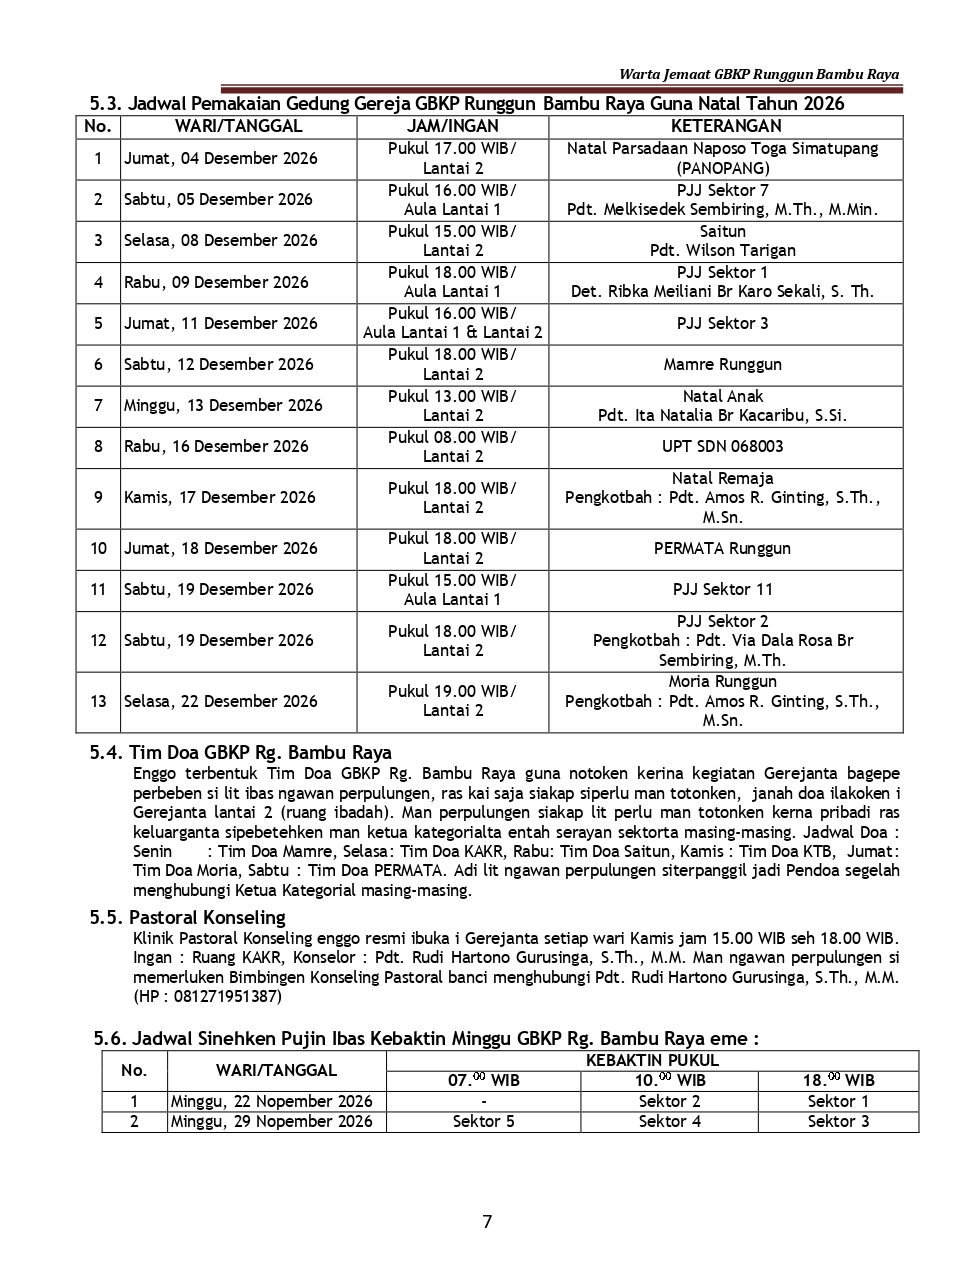 Warta Jemaat GBKP Runggun Bambu Raya
5.3. Jadwal Pemakaian Gedung Gereja GBKP Runggun Bambu Raya Guna Natal Tahun 2026
No. WARI/TANGGAL JAM/INGAN KETERANGAN
1 Jumat, 04 Desember 2026 Pukul 17.00 WIB/ Natal Parsadaan Naposo Toga Simatupang
Lantai 2 (PANOPANG)
2 Sabtu, 05 Desember 2026 Pukul 16.00 WIB/ PJJ Sektor 7
Aula Lantai 1 Pdt. Melkisedek Sembiring, M.Th., M.Min.
3 Selasa, 08 Desember 2026 Pukul 15.00 WIB/ Saitun
Lantai 2 Pdt. Wilson Tarigan
4 Rabu, 09 Desember 2026 Pukul 18.00 WIB/ PJJ Sektor 1
Aula Lantai 1 Det. Ribka Meiliani Br Karo Sekali, S. Th.
5 Jumat, 11 Desember 2026 Pukul 16.00 WIB/ PJJ Sektor 3
Aula Lantai 1 & Lantai 2
6 Sabtu, 12 Desember 2026 Pukul 18.00 WIB/ Mamre Runggun
Lantai 2
7 Minggu, 13 Desember 2026 Pukul 13.00 WIB/ Natal Anak
Lantai 2 Pdt. Ita Natalia Br Kacaribu, S.Si.
8 Rabu, 16 Desember 2026 Pukul 08.00 WIB/ UPT SDN 068003
Lantai 2
9 Kamis, 17 Desember 2026 Pukul 18.00 WIB/ Natal Remaja
Lantai 2 Pengkotbah : Pdt. Amos R. Ginting, S.Th.,
M.Sn.
10 Jumat, 18 Desember 2026 Pukul 18.00 WIB/ PERMATA Runggun
Lantai 2
11 Sabtu, 19 Desember 2026 Pukul 15.00 WIB/ PJJ Sektor 11
Aula Lantai 1
12 Sabtu, 19 Desember 2026 Pukul 18.00 WIB/ PJJ Sektor 2
Lantai 2 Pengkotbah : Pdt. Via Dala Rosa Br
Sembiring, M.Th.
13 Selasa, 22 Desember 2026 Pukul 19.00 WIB/ Moria Runggun
Lantai 2 Pengkotbah : Pdt. Amos R. Ginting, S.Th.,
M.Sn.
5.4. Tim Doa GBKP Rg. Bambu Raya
Enggo terbentuk Tim Doa GBKP Rg. Bambu Raya guna notoken kerina kegiatan Gerejanta bagepe
perbeben si lit ibas ngawan perpulungen, ras kai saja siakap siperlu man totonken, janah doa ilakoken i
Gerejanta lantai 2 (ruang ibadah). Man perpulungen siakap lit perlu man totonken kerna pribadi ras
keluarganta sipebetehken man ketua kategorialta entah serayan sektorta masing-masing. Jadwal Doa :
Senin : Tim Doa Mamre, Selasa: Tim Doa KAKR, Rabu: Tim Doa Saitun, Kamis : Tim Doa KTB, Jumat:
Tim Doa Moria, Sabtu : Tim Doa PERMATA. Adi lit ngawan perpulungen siterpanggil jadi Pendoa segelah
menghubungi Ketua Kategorial masing-masing.
5.5. Pastoral Konseling
Klinik Pastoral Konseling enggo resmi ibuka i Gerejanta setiap wari Kamis jam 15.00 WIB seh 18.00 WIB.
Ingan : Ruang KAKR, Konselor : Pdt. Rudi Hartono Gurusinga, S.Th., M.M. Man ngawan perpulungen si
memerluken Bimbingen Konseling Pastoral banci menghubungi Pdt. Rudi Hartono Gurusinga, S.Th., M.M.
(HP : 081271951387)
5.6. Jadwal Sinehken Pujin Ibas Kebaktin Minggu GBKP Rg. Bambu Raya eme :
No. WARI/TANGGAL KEBAKTIN PUKUL
07.00 WIB 10.00 WIB 18.00 WIB
1 Minggu, 22 Nopember 2026 - Sektor 2 Sektor 1
2 Minggu, 29 Nopember 2026 Sektor 5 Sektor 4 Sektor 3
7